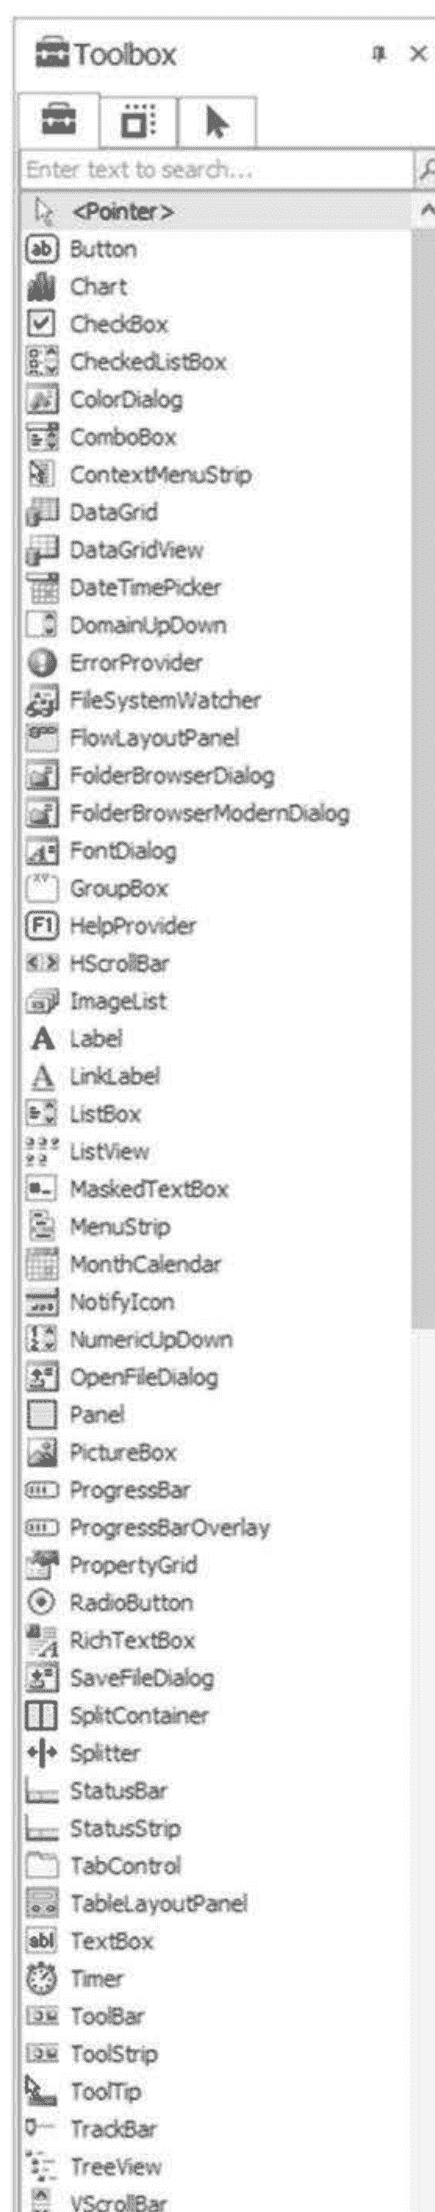 Toolbox
Enter text to search...
<Pointer>
Button
Chart
CheckBox
CheckedListBox
ColorDialog
ComboBox
ContextMenuStrip
DataGrid
DataGridView
DateTimePicker
DomainUpDown
ErrorProvider
FileSystemWatcher
FlowLayoutPanel
FolderBrowserDialog
FolderBrowserModernDialog
FontDialog
GroupBox
HelpProvider
HScrollBar
ImageList
Label
LinkLabel
ListBox
ListView
MaskedTextBox
MenuStrip
MonthCalendar
NotifyIcon
NumericUpDown
OpenFileDialog
Panel
PictureBox
ProgressBar
ProgressBarOverlay
PropertyGrid
RadioButton
RichTextBox
SaveFileDialog
SplitContainer
Splitter
StatusBar
StatusStrip
TabControl
TableLayoutPanel
TextBox
Timer
ToolBar
ToolStrip
ToolTip
TrackBar
TreeView
VScrollBar